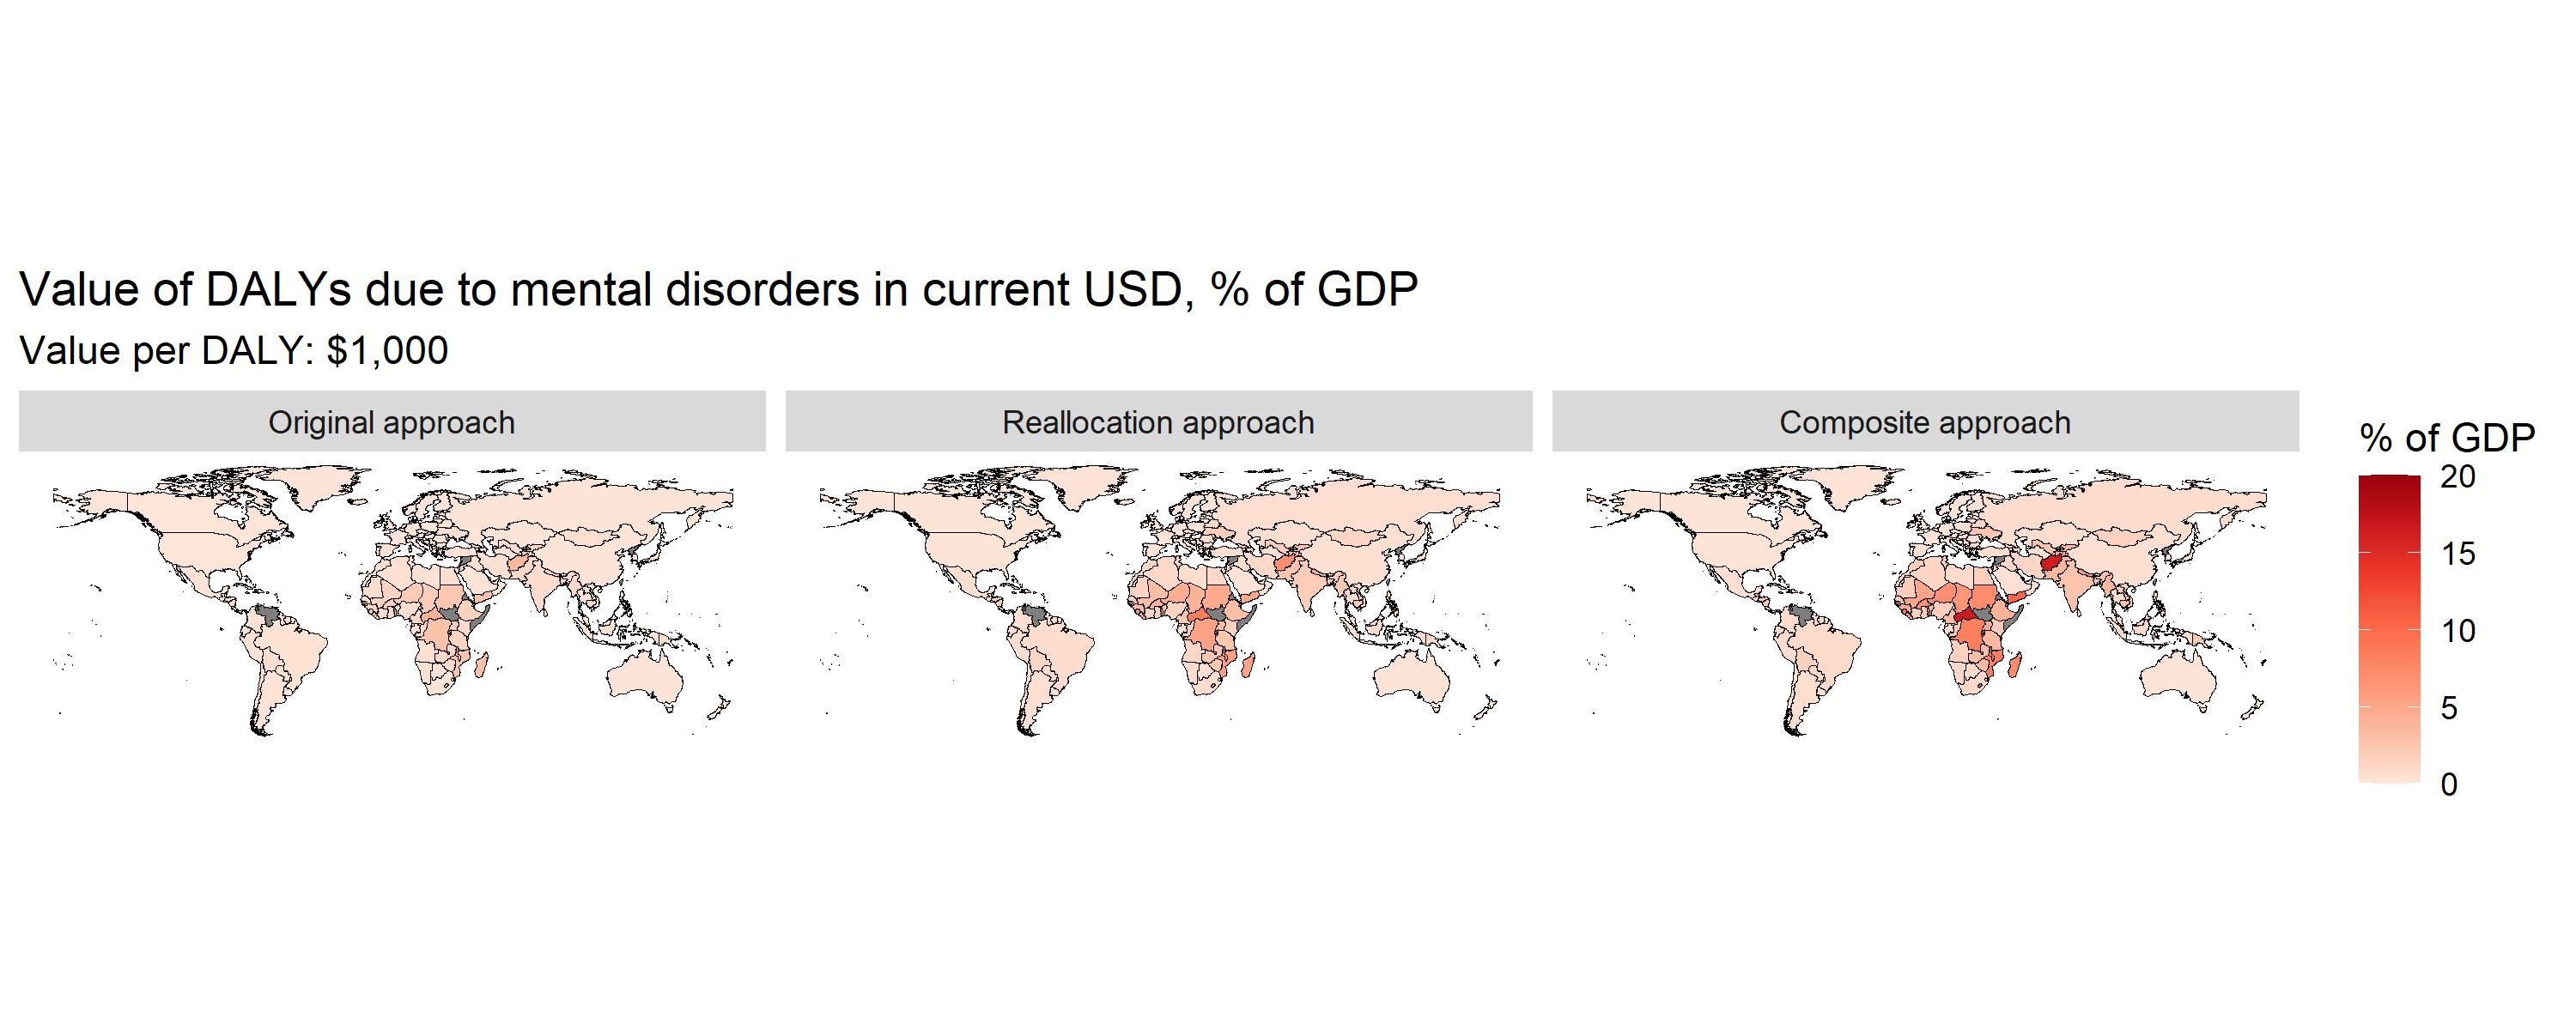 Value of DALYs due to mental disorders in current USD, % of GDP
Value per DALY: $1,000
Original approach
Reallocation approach
Composite approach
% of GDP
20
15
10
5
0